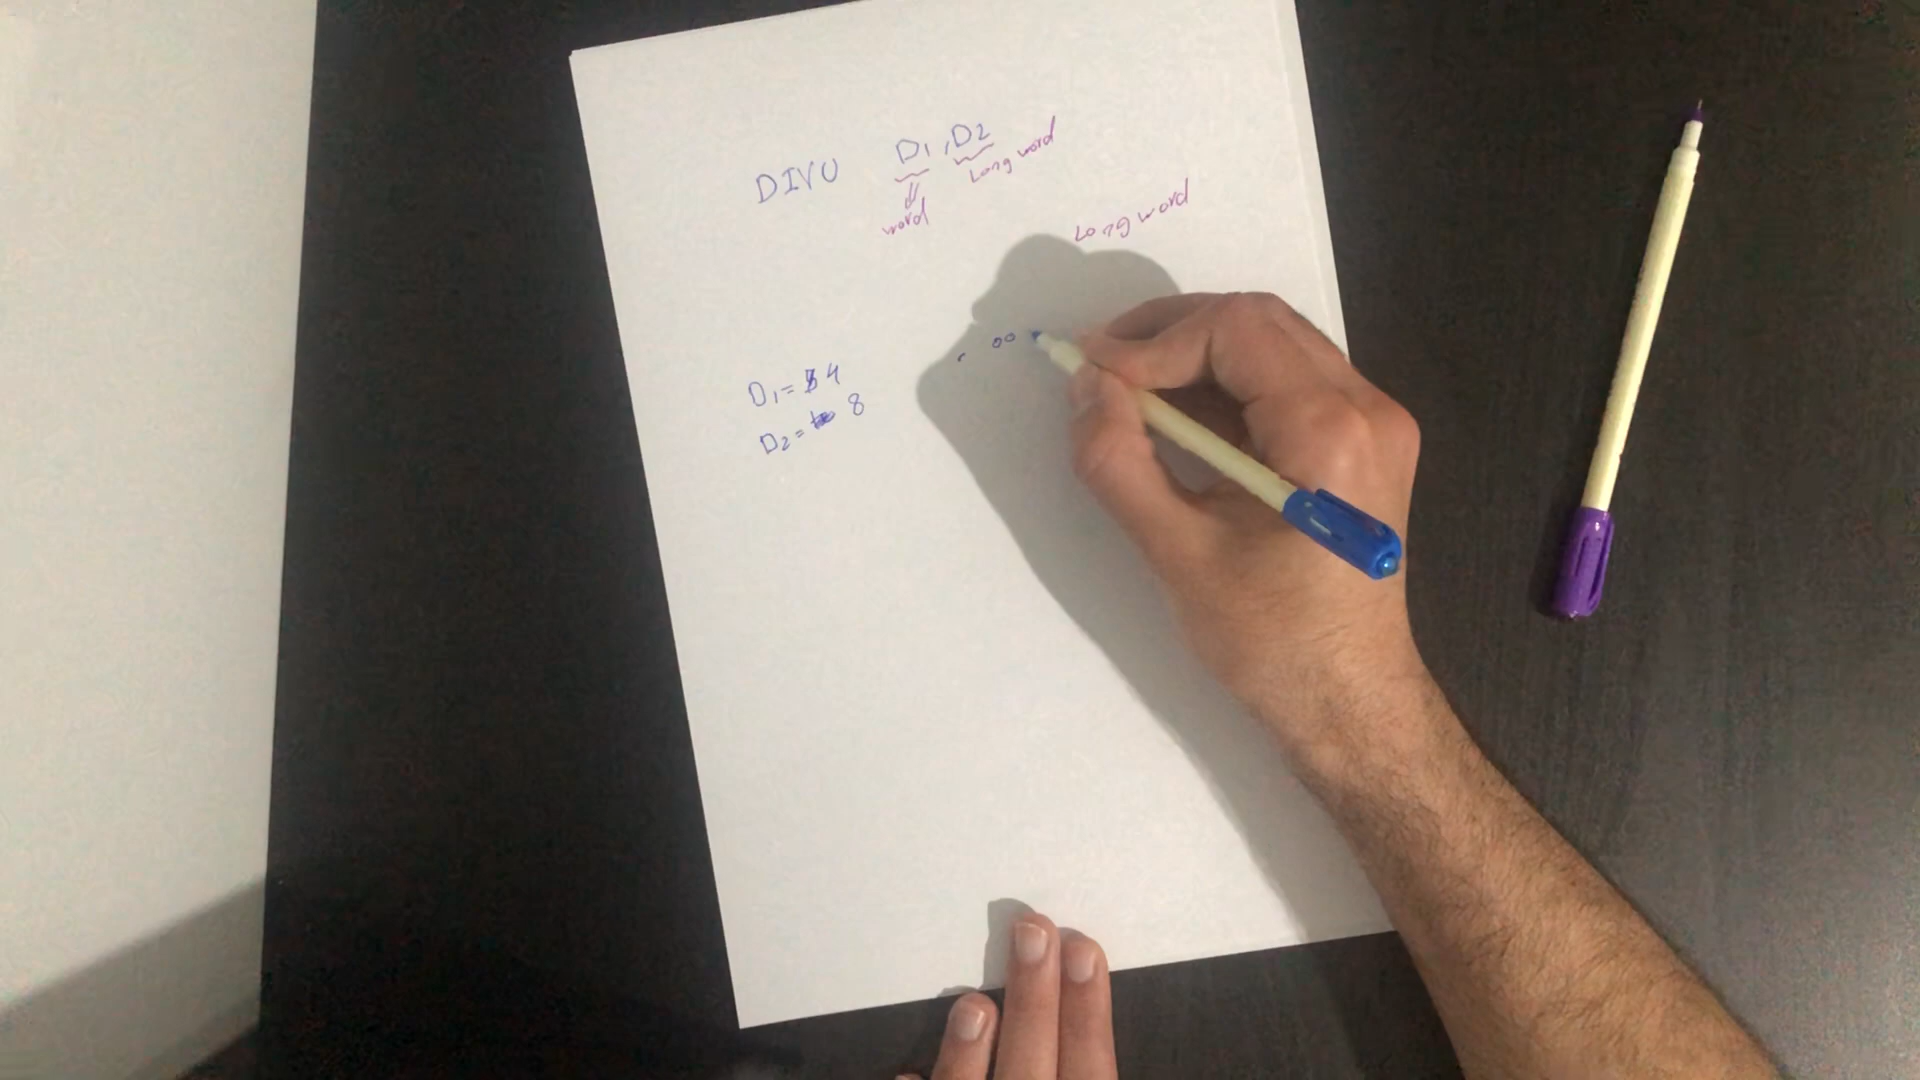 DIVU D1, D2
word Long word
Long word
00
D1 = 4
D2 = 8